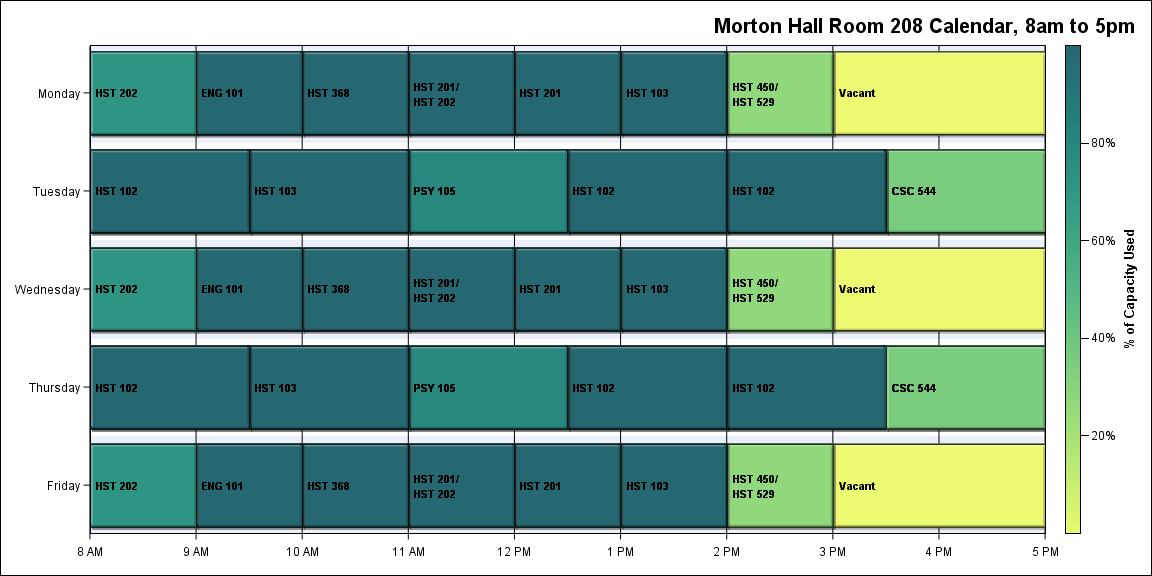 Morton Hall Room 208 Calendar, 8am to 5pm
Monday
HST 202
ENG 101
HST 368
HST 201/
HST 202
HST 201
HST 103
HST 450/
HST 529
Vacant
Tuesday
HST 102
HST 103
PSY 105
HST 102
HST 102
CSC 544
Wednesday
HST 202
ENG 101
HST 368
HST 201/
HST 202
HST 201
HST 103
HST 450/
HST 529
Vacant
Thursday
HST 102
HST 103
PSY 105
HST 102
HST 102
CSC 544
Friday
HST 202
ENG 101
HST 368
HST 201/
HST 202
HST 201
HST 103
HST 450/
HST 529
Vacant
8 AM
9 AM
10 AM
11 AM
12 PM
1 PM
2 PM
3 PM
4 PM
5 PM
80%
60%
40%
20%
% of Capacity Used